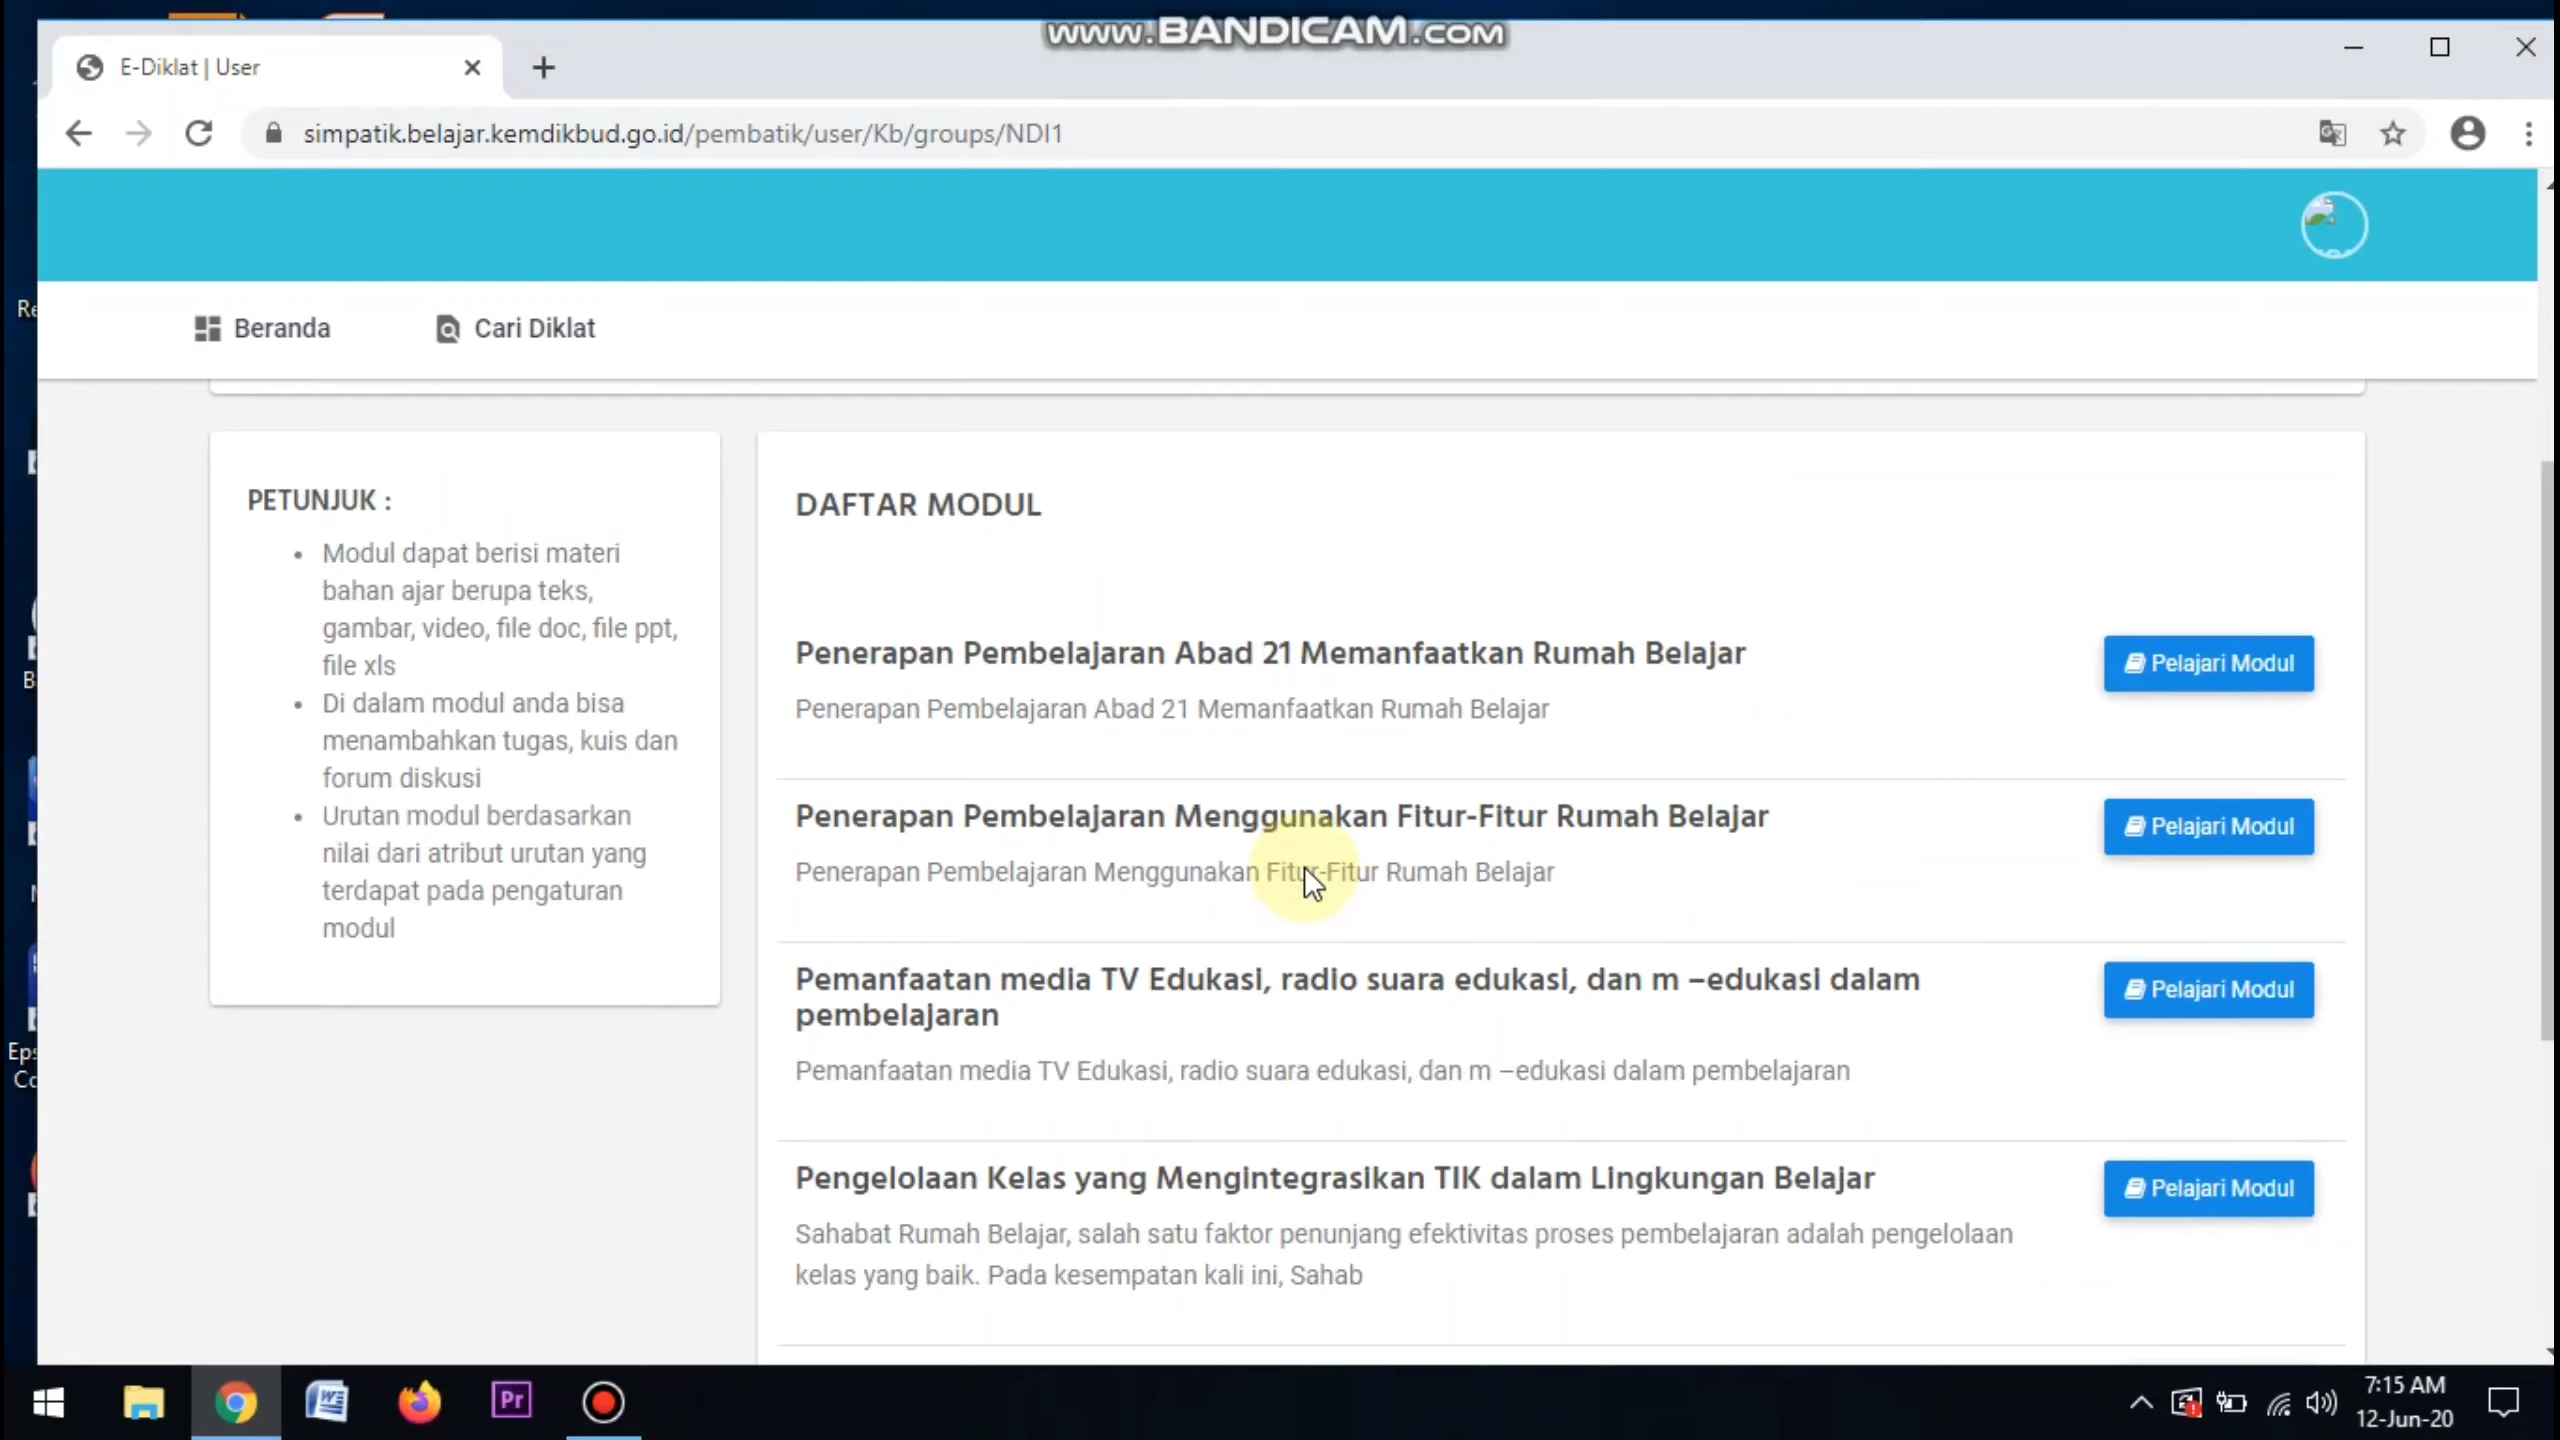 www.BANDICAM.com
E-Diklat | User
simpatik.belajar.kemdikbud.go.id/pembatik/user/Kb/groups/NDI1
Beranda
Cari Diklat
PETUNJUK :
Modul dapat berisi materi
bahan ajar berupa teks,
gambar, video, file doc, file ppt,
file xls
Di dalam modul anda bisa
menambahkan tugas, kuis dan
forum diskusi
Urutan modul berdasarkan
nilai dari atribut urutan yang
terdapat pada pengaturan
modul
DAFTAR MODUL
Penerapan Pembelajaran Abad 21 Memanfaatkan Rumah Belajar
Pelajari Modul
Penerapan Pembelajaran Abad 21 Memanfaatkan Rumah Belajar
Penerapan Pembelajaran Menggunakan Fitur-Fitur Rumah Belajar
Pelajari Modul
Penerapan Pembelajaran Menggunakan Fitur-Fitur Rumah Belajar
Pemanfaatan media TV Edukasi, radio suara edukasi, dan m –edukasi dalam
pembelajaran
Pelajari Modul
Pemanfaatan media TV Edukasi, radio suara edukasi, dan m –edukasi dalam pembelajaran
Pengelolaan Kelas yang Mengintegrasikan TIK dalam Lingkungan Belajar
Pelajari Modul
Sahabat Rumah Belajar, salah satu faktor penunjang efektivitas proses pembelajaran adalah pengelolaan
kelas yang baik. Pada kesempatan kali ini, Sahab
Pr
7:15 AM
12-Jun-20